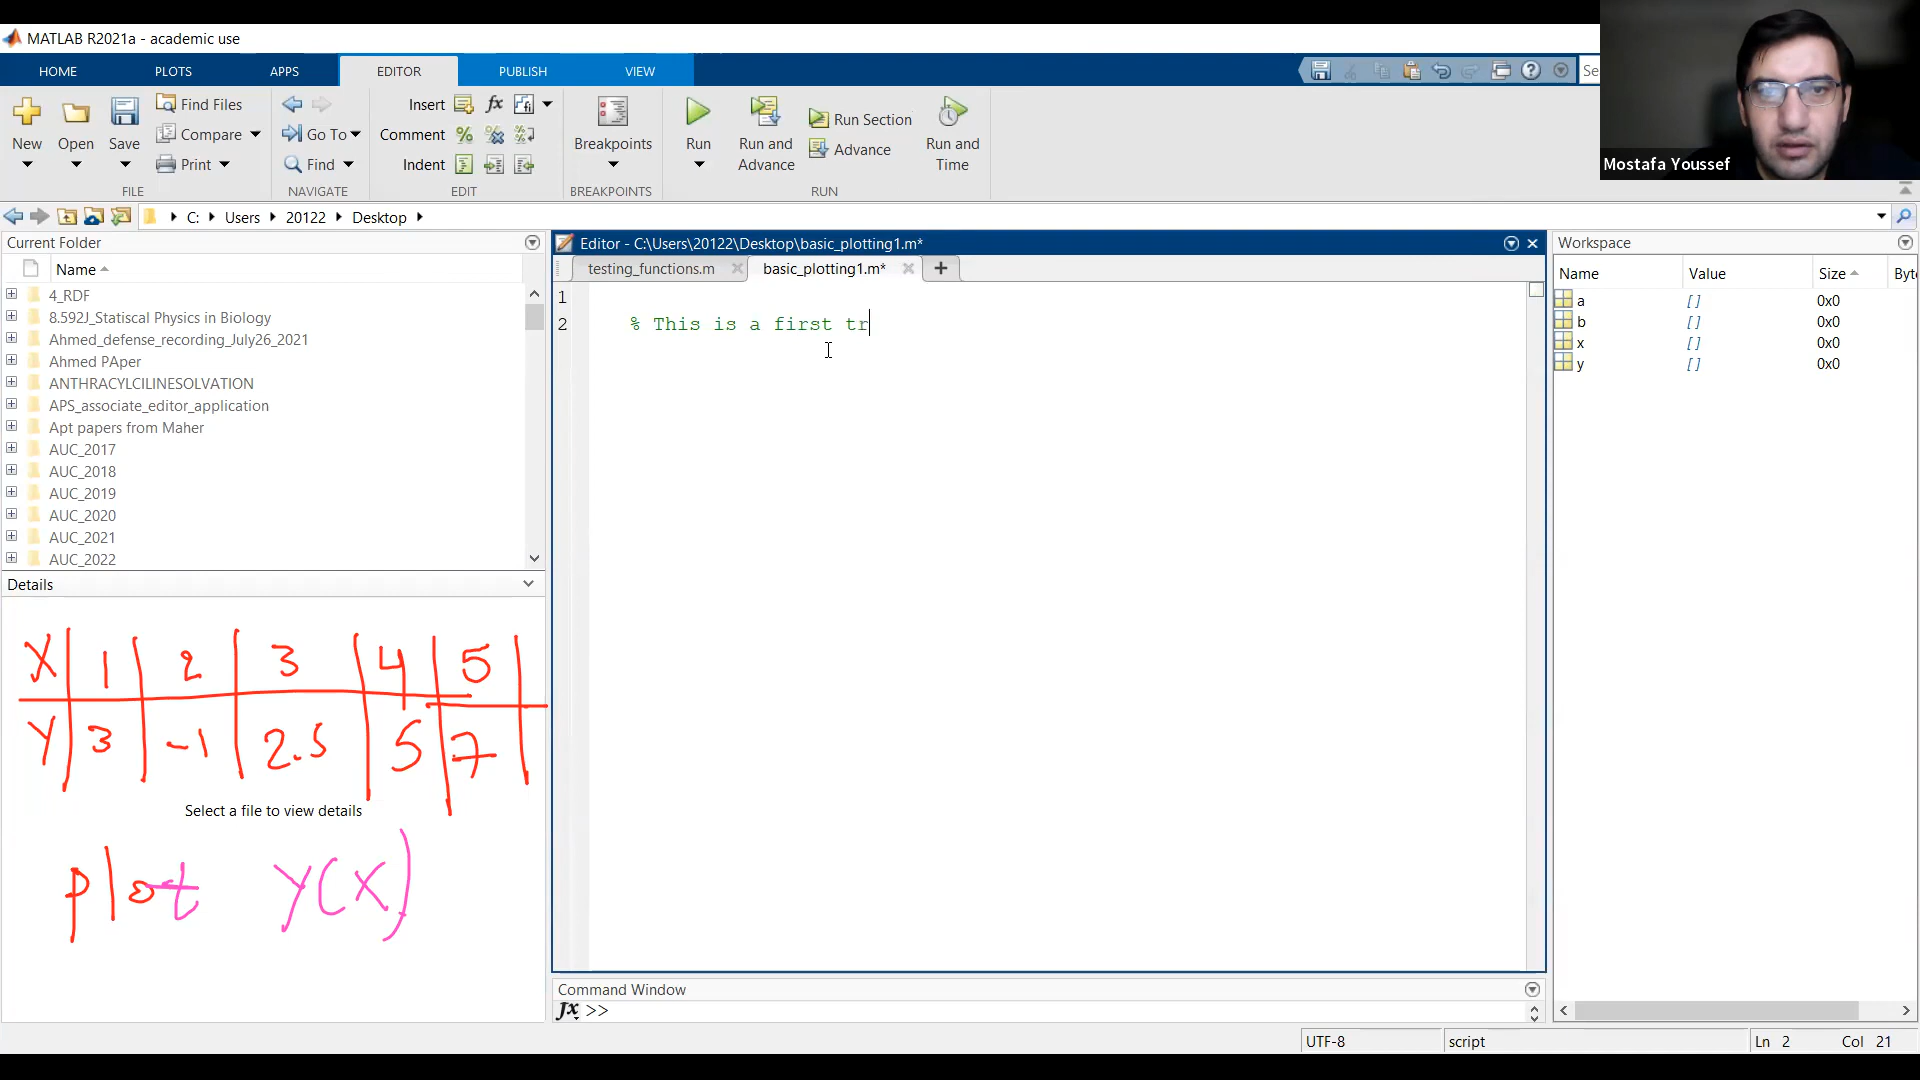 MATLAB R2021a - academic use
HOME PLOTS APPS EDITOR PUBLISH VIEW Se
New Open Save Find Files Compare Print
FILE
Go To Find
NAVIGATE
Insert fx
Comment
Indent
EDIT
Breakpoints
BREAKPOINTS
Run Run and Advance Run Section Advance Run and Time
RUN
Mostafa Youssef
C: Users 20122 Desktop
Current Folder
Name
4_RDF
8.592J_Statiscal Physics in Biology
Ahmed_defense_recording_July26_2021
Ahmed PAper
ANTHRACYLCILINESOLVATION
APS_associate_editor_application
Apt papers from Maher
AUC_2017
AUC_2018
AUC_2019
AUC_2020
AUC_2021
AUC_2022
Details
X 1 2 3 4 5
Y 3 -1 2.5 5 7
Select a file to view details
plot Y(X)
Editor - C:\Users\20122\Desktop\basic_plotting1.m*
testing_functions.m basic_plotting1.m*
1
2 % This is a first tr
Command Window
fx >>
Workspace
Name Value Size Byt
a [] 0x0
b [] 0x0
x [] 0x0
y [] 0x0
UTF-8 script Ln 2 Col 21